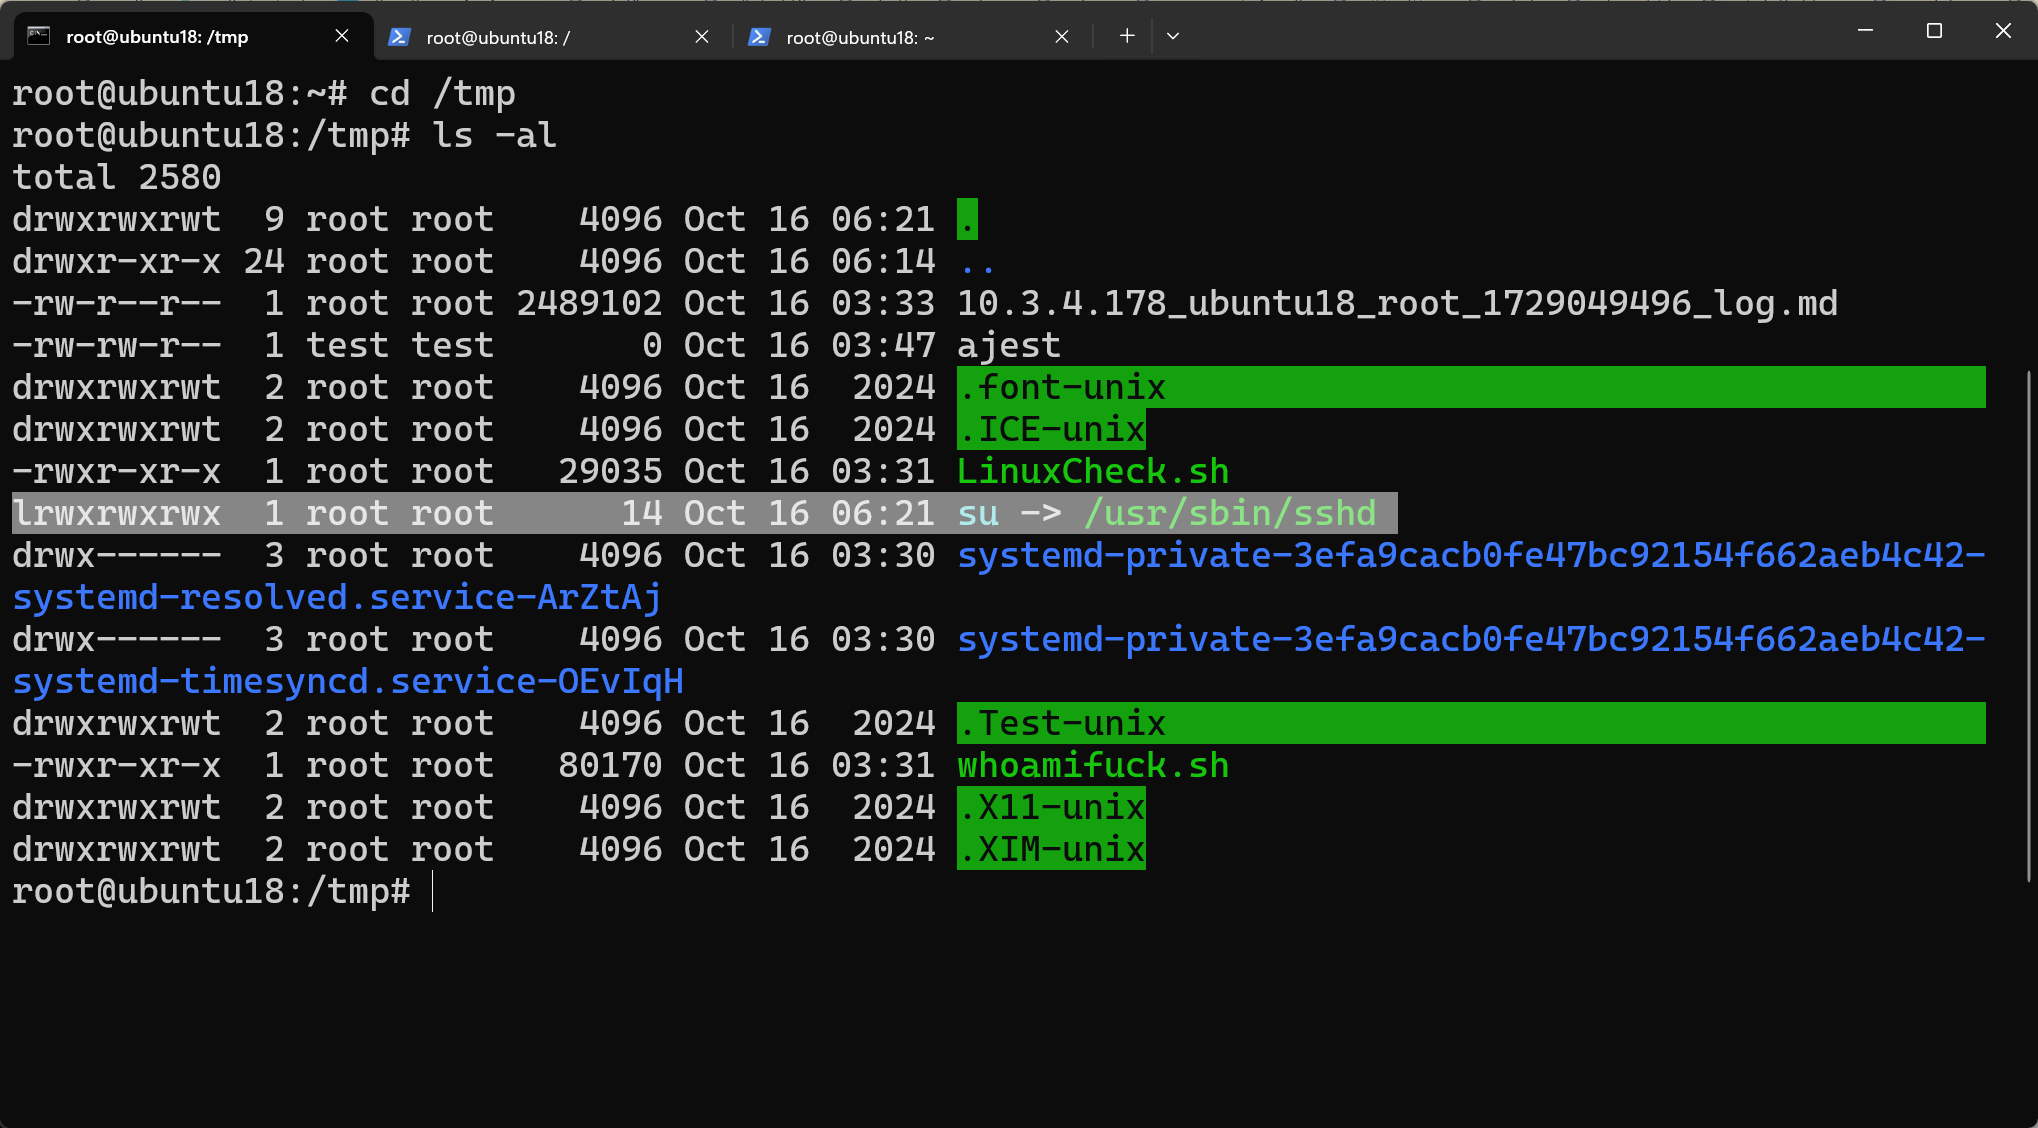 root@ubuntu18: /tmp
root@ubuntu18: /
root@ubuntu18: ~
root@ubuntu18:~# cd /tmp
root@ubuntu18:/tmp# ls -al
total 2580
drwxrwxrwt  9 root root    4096 Oct 16 06:21 .
drwxr-xr-x 24 root root    4096 Oct 16 06:14 ..
-rw-r--r--  1 root root 2489102 Oct 16 03:33 10.3.4.178_ubuntu18_root_1729049496_log.md
-rw-rw-r--  1 test test       0 Oct 16 03:47 ajest
drwxrwxrwt  2 root root    4096 Oct 16  2024 .font-unix
drwxrwxrwt  2 root root    4096 Oct 16  2024 .ICE-unix
-rwxr-xr-x  1 root root   29035 Oct 16 03:31 LinuxCheck.sh
lrwxrwxrwx  1 root root      14 Oct 16 06:21 su -> /usr/sbin/sshd
drwx------  3 root root    4096 Oct 16 03:30 systemd-private-3efa9cacb0fe47bc92154f662aeb4c42-
systemd-resolved.service-ArZtAj
drwx------  3 root root    4096 Oct 16 03:30 systemd-private-3efa9cacb0fe47bc92154f662aeb4c42-
systemd-timesyncd.service-OEvIqH
drwxrwxrwt  2 root root    4096 Oct 16  2024 .Test-unix
-rwxr-xr-x  1 root root   80170 Oct 16 03:31 whoamifuck.sh
drwxrwxrwt  2 root root    4096 Oct 16  2024 .X11-unix
drwxrwxrwt  2 root root    4096 Oct 16  2024 .XIM-unix
root@ubuntu18:/tmp#